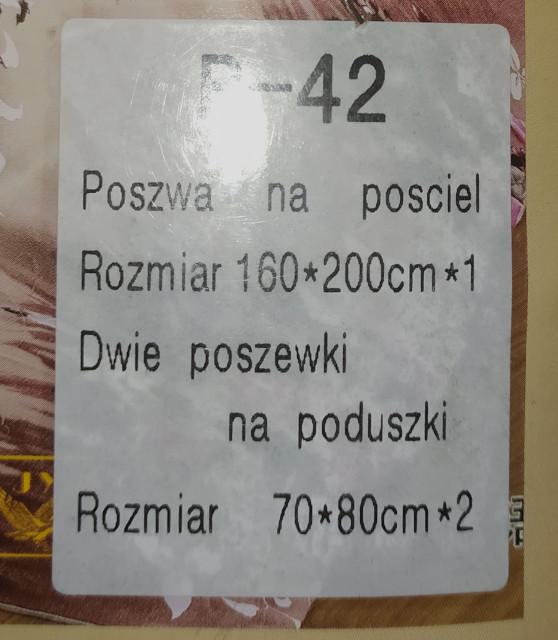 P-42
Poszwa na posciel
Rozmiar 160*200cm*1
Dwie poszewki
na poduszki
Rozmiar 70*80cm*2